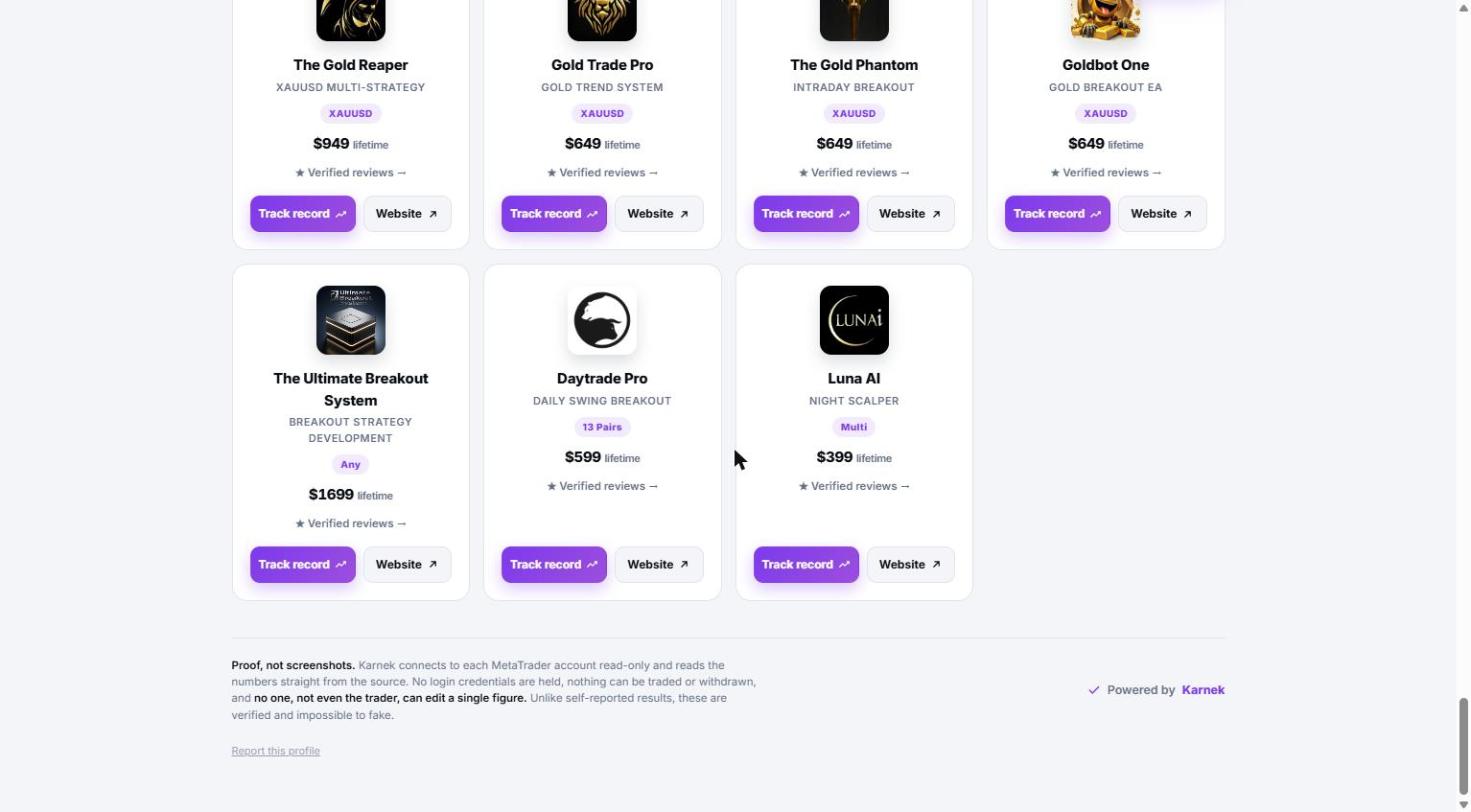 The Gold Reaper
XAUUSD MULTI-STRATEGY
XAUUSD
$949 lifetime
★ Verified reviews →
Track record
Website ↗
Gold Trade Pro
GOLD TREND SYSTEM
XAUUSD
$649 lifetime
★ Verified reviews →
Track record
Website ↗
The Gold Phantom
INTRADAY BREAKOUT
XAUUSD
$649 lifetime
★ Verified reviews →
Track record
Website ↗
Goldbot One
GOLD BREAKOUT EA
XAUUSD
$649 lifetime
★ Verified reviews →
Track record
Website ↗
Ultimate
Breakout
System
The Ultimate Breakout
System
BREAKOUT STRATEGY
DEVELOPMENT
Any
$1699 lifetime
★ Verified reviews →
Track record
Website ↗
Daytrade Pro
DAILY SWING BREAKOUT
13 Pairs
$599 lifetime
★ Verified reviews →
Track record
Website ↗
LUNAi
Luna AI
NIGHT SCALPER
Multi
$399 lifetime
★ Verified reviews →
Track record
Website ↗
Proof, not screenshots. Karnek connects to each MetaTrader account read-only and reads the
numbers straight from the source. No login credentials are held, nothing can be traded or withdrawn,
and no one, not even the trader, can edit a single figure. Unlike self-reported results, these are
verified and impossible to fake.
✓ Powered by Karnek
Report this profile